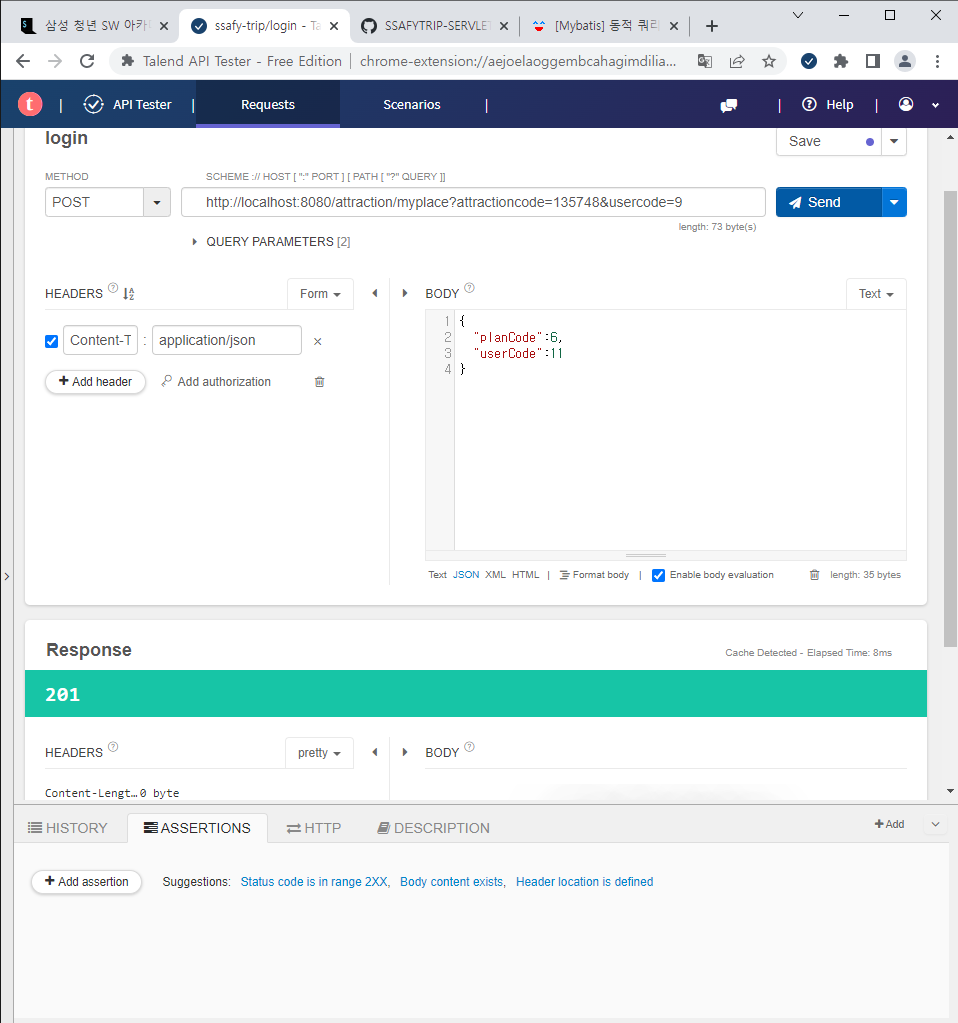 삼성 청년 SW 아카
ssafy-trip/login - Ta
SSAFYTRIP-SERVLE
[Mybatis] 동적 쿼리
Talend API Tester - Free Edition | chrome-extension://aejoelaoggembcahagimdilia...
t | API Tester | Requests Scenarios | | Help |
login
Save
METHOD
SCHEME :// HOST [ ":" PORT ] [ PATH [ "?" QUERY ]]
POST
http://localhost:8080/attraction/myplace?attractioncode=135748&usercode=9
Send
length: 73 byte(s)
QUERY PARAMETERS [2]
HEADERS ?
Form
BODY ?
Text
Content-T : application/json ×
+ Add header
Add authorization
1 {
2 "planCode":6,
3 "userCode":11
4 }
Text JSON XML HTML | Format body | Enable body evaluation
length: 35 bytes
Response
Cache Detected - Elapsed Time: 8ms
201
HEADERS ?
pretty
BODY ?
Content-Lengt…0 byte
HISTORY
ASSERTIONS
HTTP
DESCRIPTION
+ Add
+ Add assertion
Suggestions: Status code is in range 2XX, Body content exists, Header location is defined